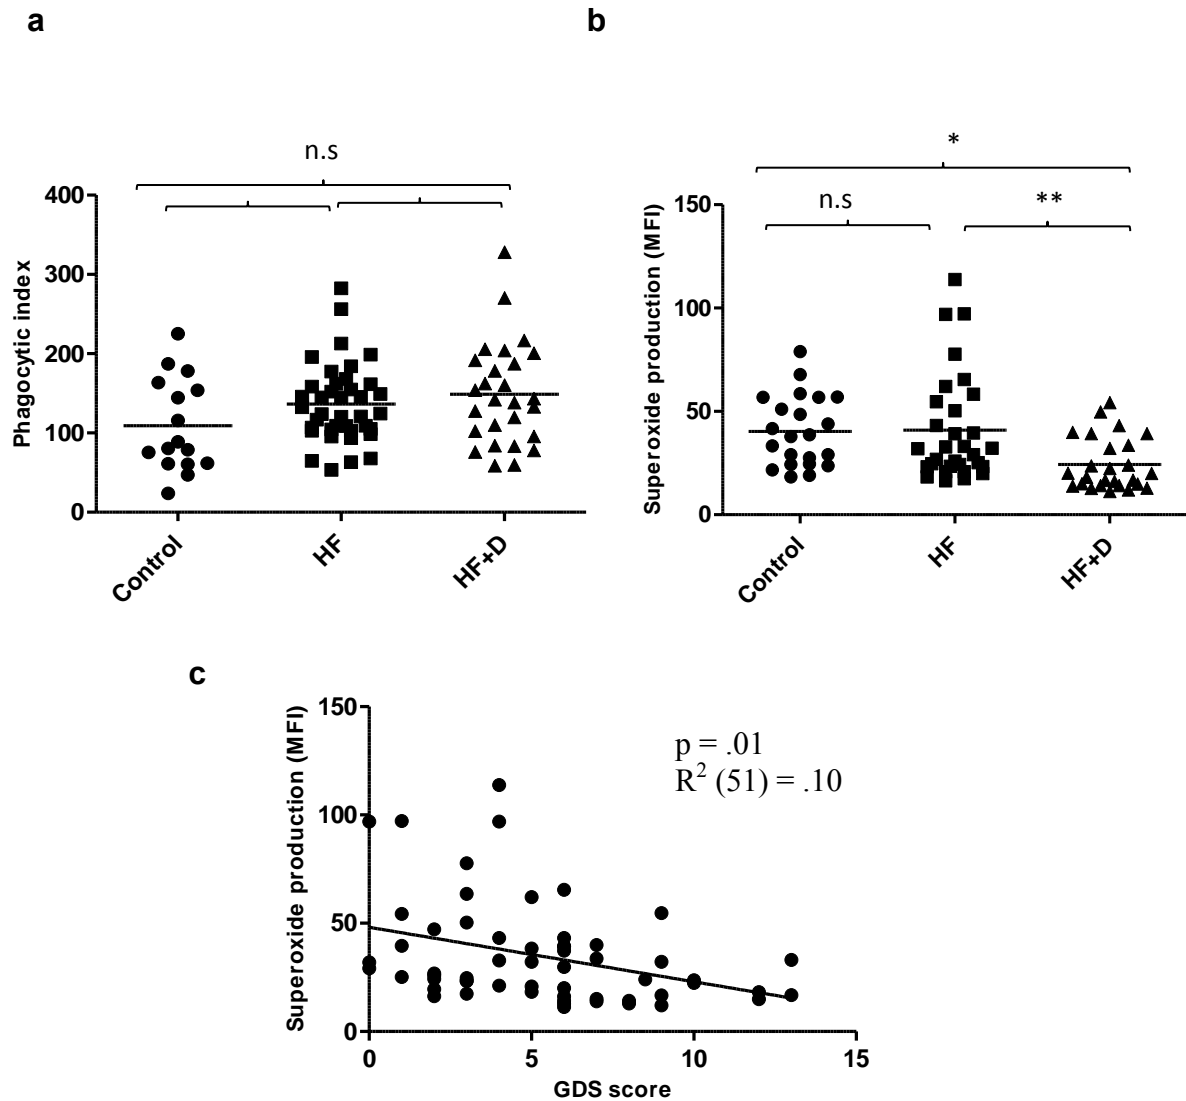 a
n.s
400
300
200
100
0
Phagocytic index
Control
HF
HF+D
b
*
n.s
**
150
100
50
0
Superoxide production (MFI)
Control
HF
HF+D
c
150
100
50
0
Superoxide production (MFI)
p = .01
R² (51) = .10
0 5 10 15
GDS score